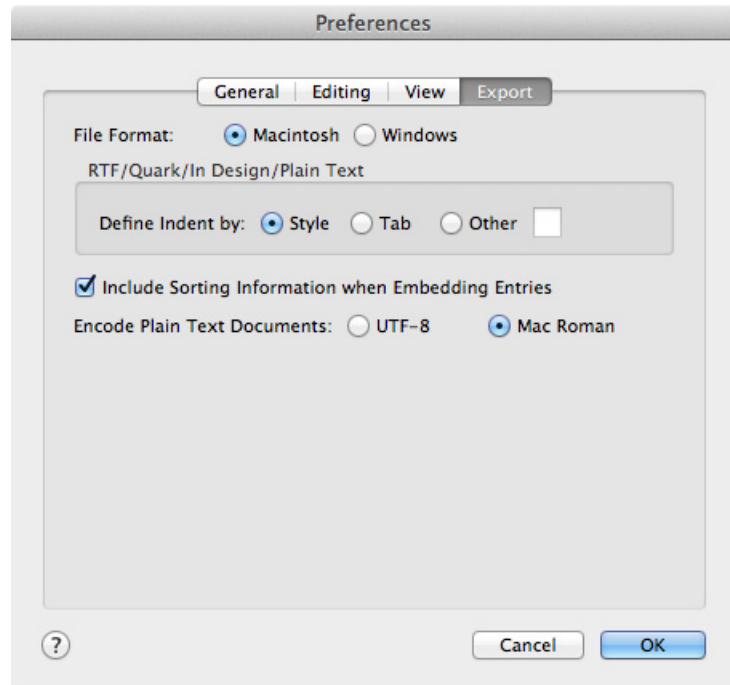 Preferences
General Editing View Export
File Format: Macintosh Windows
RTF/Quark/In Design/Plain Text
Define Indent by: Style Tab Other
Include Sorting Information when Embedding Entries
Encode Plain Text Documents: UTF-8 Mac Roman
? Cancel OK